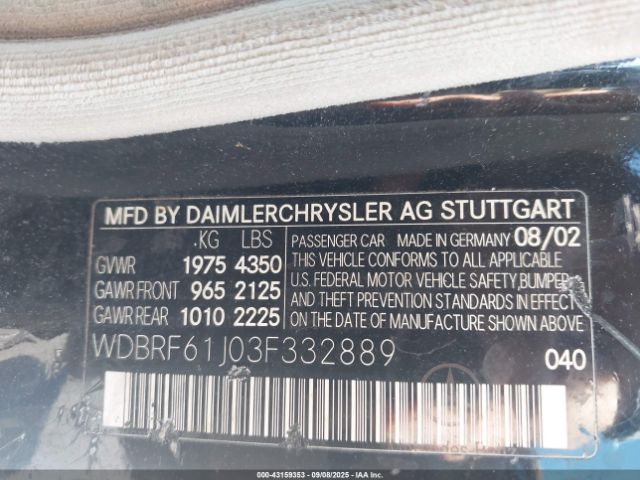 MFD BY DAIMLERCHRYSLER AG STUTTGART
KG LBS
GVWR 1975 4350
GAWR FRONT 965 2125
GAWR REAR 1010 2225
PASSENGER CAR MADE IN GERMANY 08/02
THIS VEHICLE CONFORMS TO ALL APPLICABLE
U.S. FEDERAL MOTOR VEHICLE SAFETY, BUMPER
AND THEFT PREVENTION STANDARDS IN EFFECT
ON THE DATE OF MANUFACTURE SHOWN ABOVE
WDBRF61J03F332889 040
000-43159353 09/08/2025 IAAI.COM